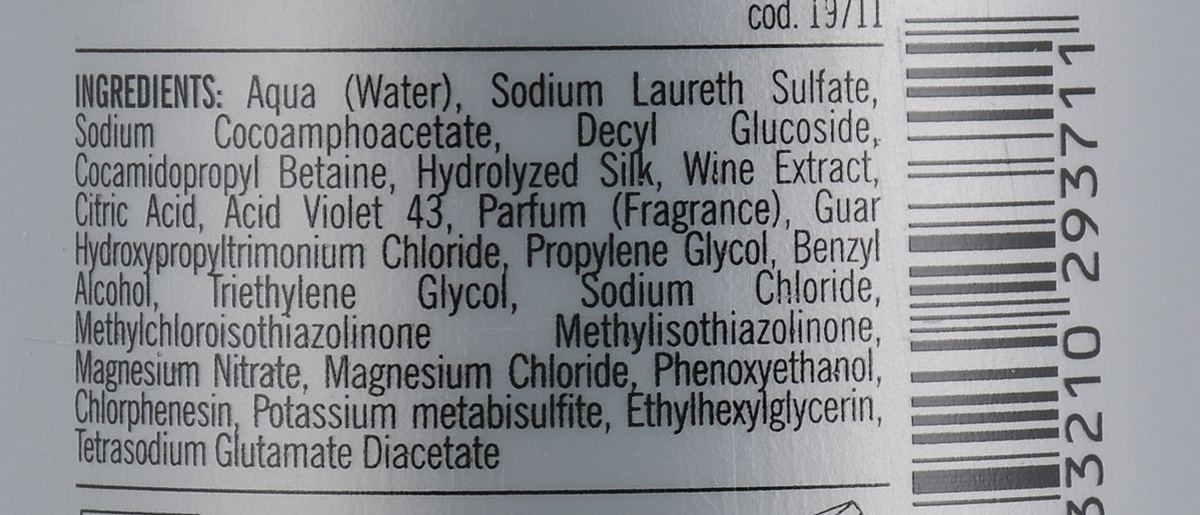 cod. 19/11
INGREDIENTS: Aqua (Water), Sodium Laureth Sulfate,
Sodium Cocoamphoacetate, Decyl Glucoside,
Cocamidopropyl Betaine, Hydrolyzed Silk, Wine Extract,
Citric Acid, Acid Violet 43, Parfum (Fragrance), Guar
Hydroxypropyltrimonium Chloride, Propylene Glycol, Benzyl
Alcohol, Triethylene Glycol, Sodium Chloride,
Methylchloroisothiazolinone Methylisothiazolinone,
Magnesium Nitrate, Magnesium Chloride, Phenoxyethanol,
Chlorphenesin, Potassium metabisulfite, Ethylhexylglycerin,
Tetrasodium Glutamate Diacetate
33210 293711